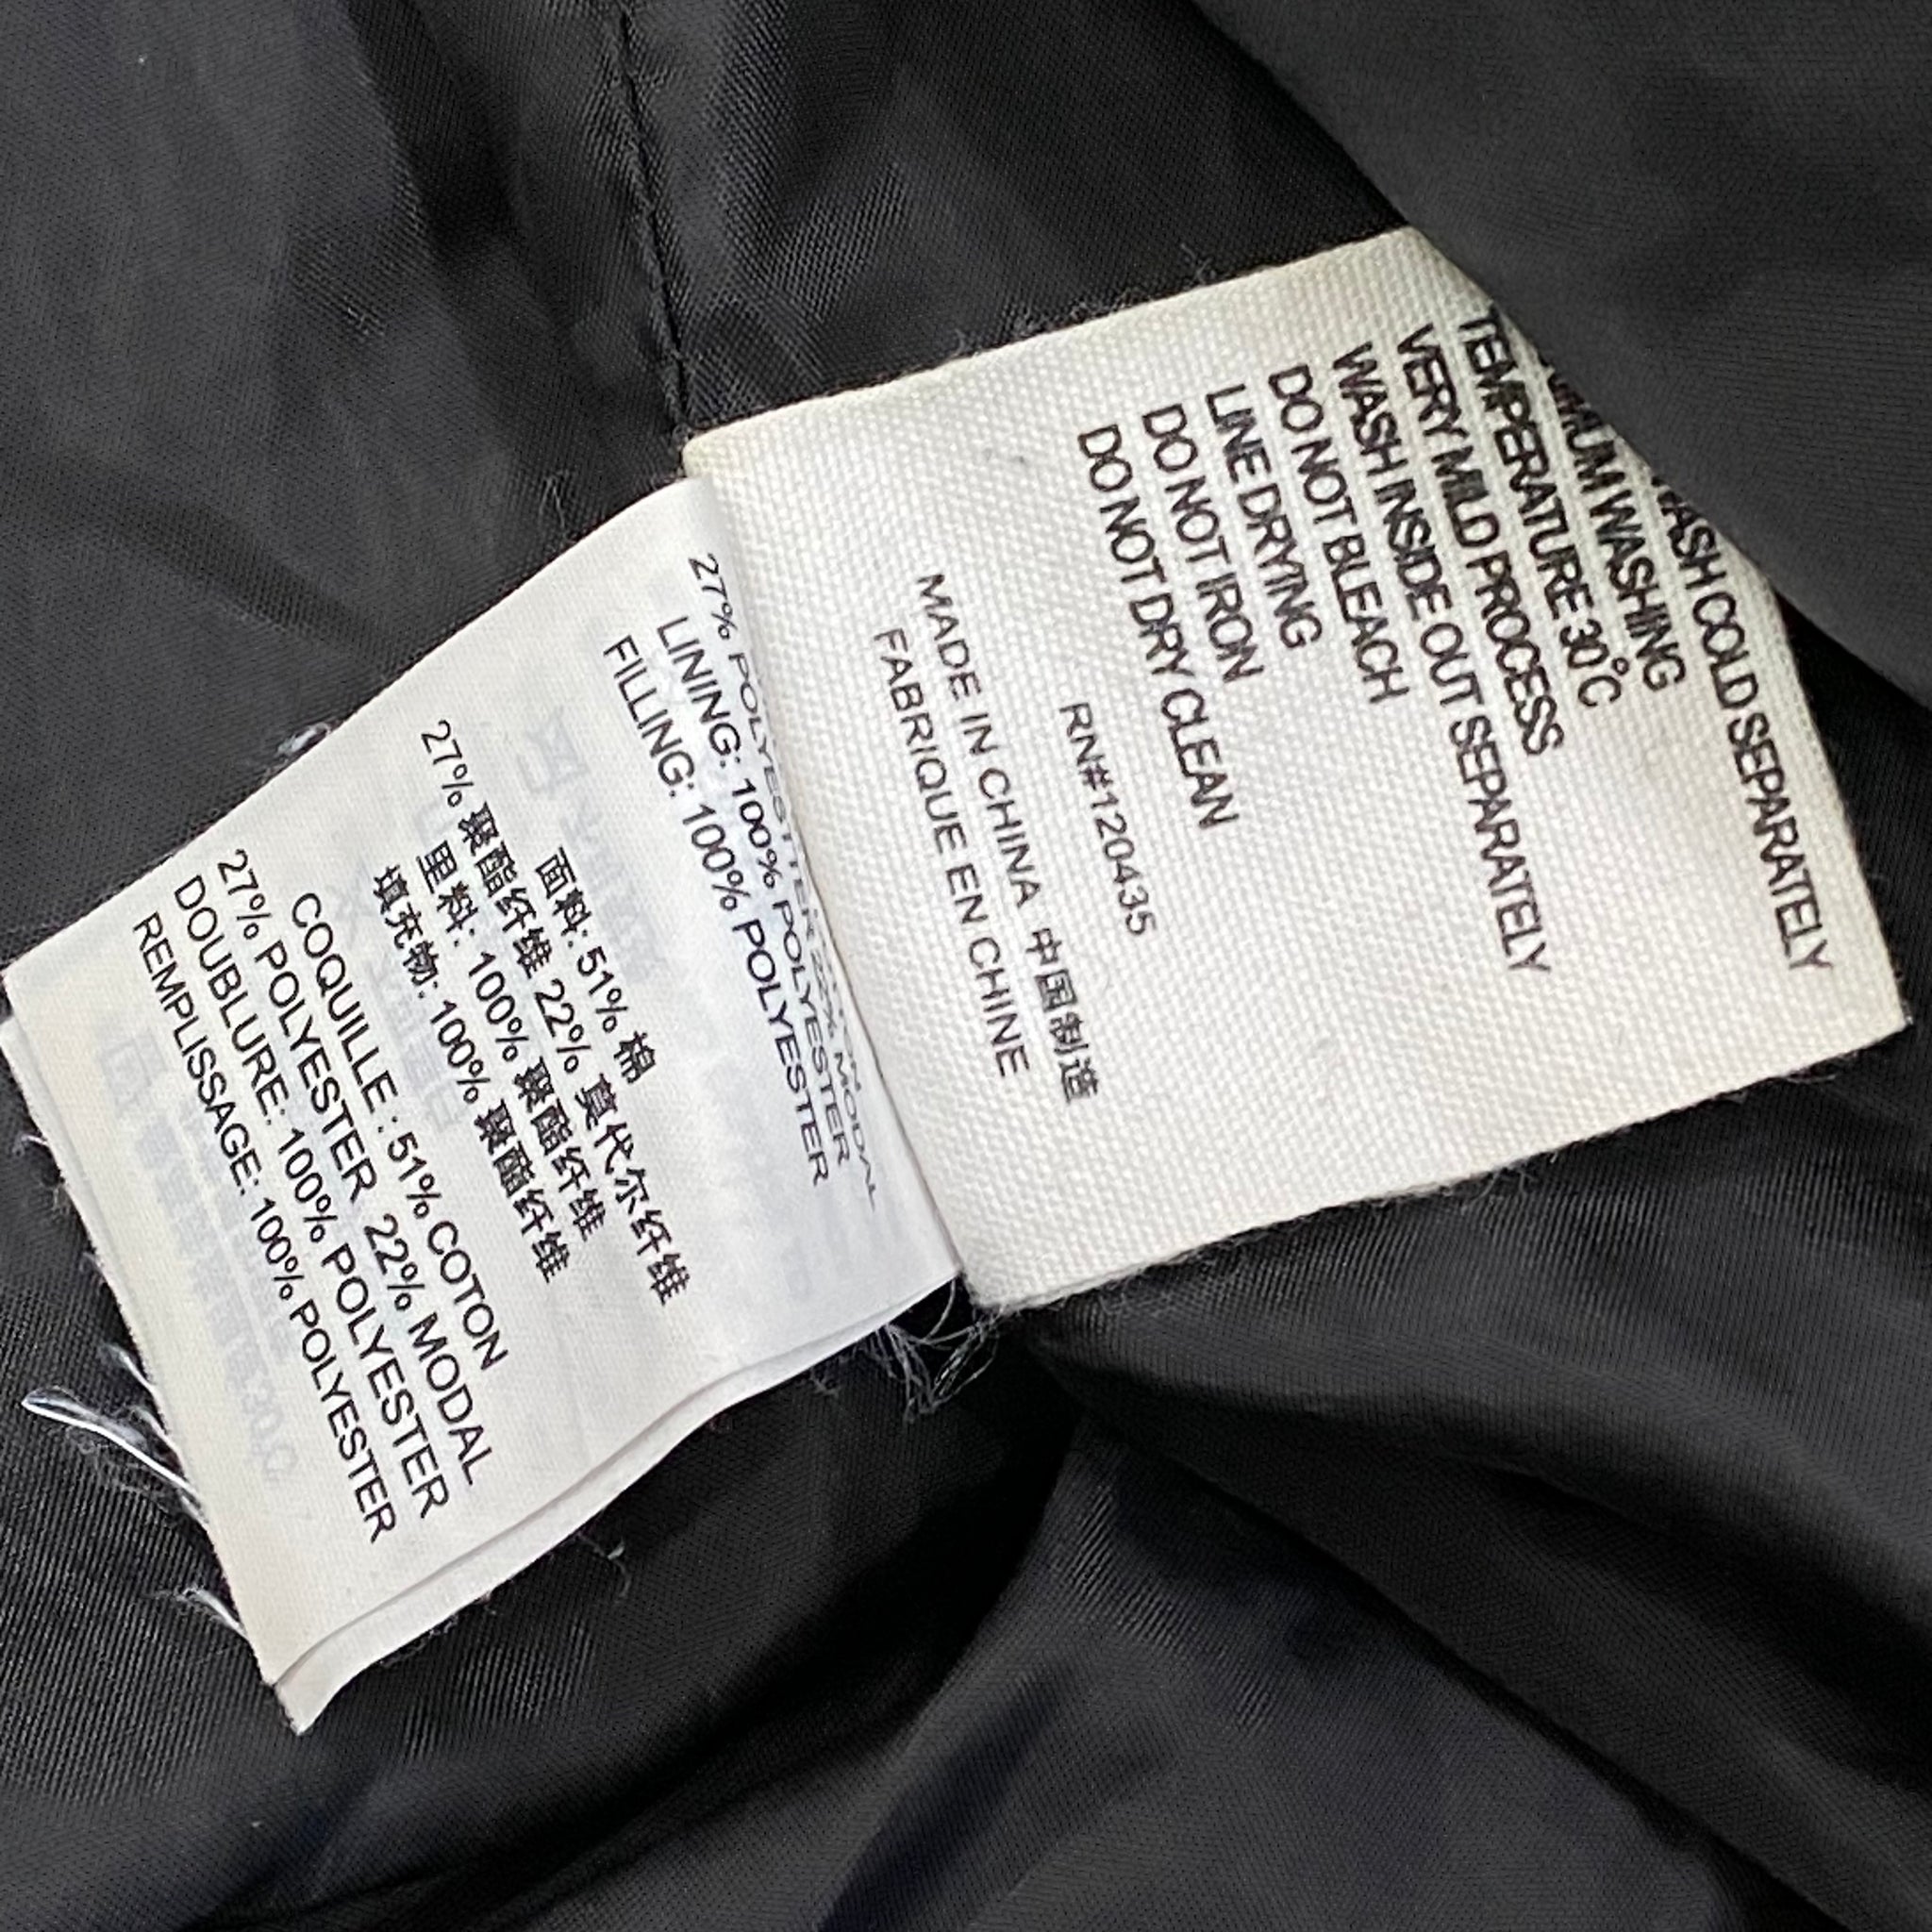 WASH COLD SEPARATELY
WASHING
TEMPERATURE 30°C
VERY MILD PROCESS
WASH INSIDE OUT SEPARATELY
DO NOT BLEACH
LINE DRYING
DO NOT IRON
DO NOT DRY CLEAN
RN#120435
MADE IN CHINA 中国制造
FABRIQUE EN CHINE
27% POLYESTER 22% MODAL
LINING: 100% POLYESTER
FILLING: 100% POLYESTER
面料: 51% 棉
27% 聚酯纤维 22% 莫代尔纤维
里料: 100% 聚酯纤维
填充物: 100% 聚酯纤维
COQUILLE : 51% COTON
27% POLYESTER 22% MODAL
DOUBLURE: 100% POLYESTER
REMPLISSAGE: 100% POLYESTER